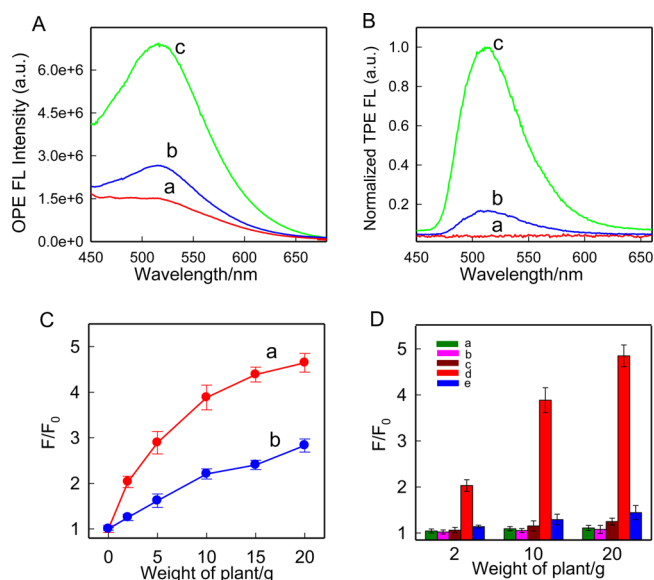 A
OPE FL Intensity (a.u.)
6.0e+6
4.5e+6
3.0e+6
1.5e+6
0.0e+0
c
b
a
450 500 550 600 650
Wavelength/nm
B
Normalized TPE FL (a.u.)
1.0
0.8
0.6
0.4
0.2
c
b
a
450 500 550 600 650
Wavelength/nm
C
F/F0
5
4
3
2
1
a
b
0 5 10 15 20
Weight of plant/g
D
F/F0
5
4
3
2
1
a
b
c
d
e
2 10 20
Weight of plant/g